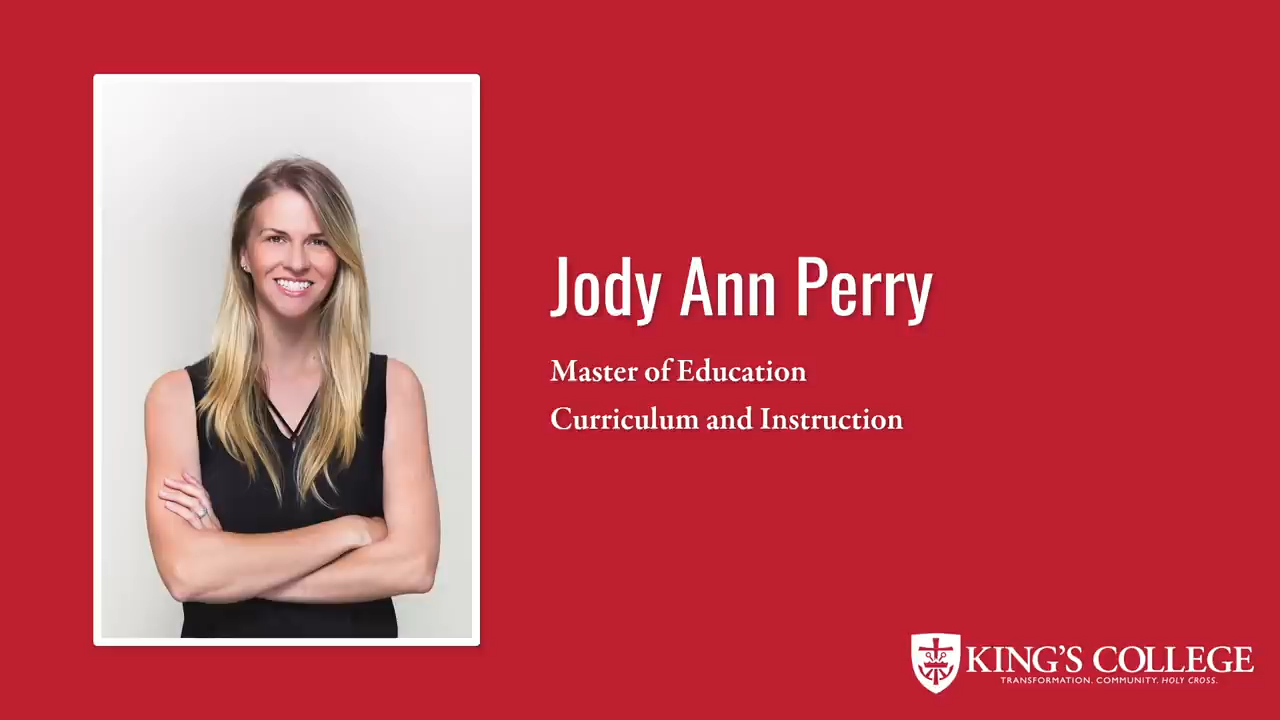 Jody Ann Perry
Master of Education
Curriculum and Instruction
KING'S COLLEGE
TRANSFORMATION. COMMUNITY. HOLY CROSS.